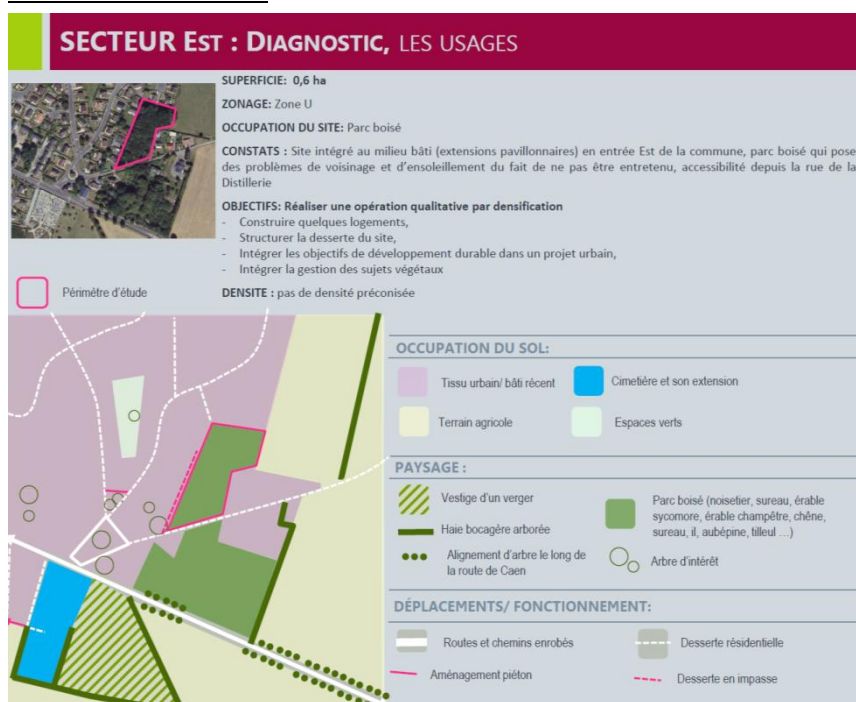 SECTEUR EST : DIAGNOSTIC, LES USAGES
SUPERFICIE: 0,6 ha
ZONAGE: Zone U
OCCUPATION DU SITE: Parc boisé
CONSTATS : Site intégré au milieu bâti (extensions pavillonnaires) en entrée Est de la commune, parc boisé qui pose
des problèmes de voisinage et d'ensoleillement du fait de ne pas être entretenu, accessibilité depuis la rue de la
Distillerie
OBJECTIFS: Réaliser une opération qualitative par densification
- Construire quelques logements,
- Structurer la desserte du site,
- Intégrer les objectifs de développement durable dans un projet urbain,
- Intégrer la gestion des sujets végétaux
Périmètre d'étude
DENSITE : pas de densité préconisée
OCCUPATION DU SOL:
Tissu urbain/ bâti récent
Cimetière et son extension
Terrain agricole
Espaces verts
PAYSAGE :
Vestige d'un verger
Haie bocagère arborée
Alignement d'arbre le long de
la route de Caen
Parc boisé (noisetier, sureau, érable
sycomore, érable champêtre, chêne,
sureau, il, aubépine, tilleul ...)
Arbre d'intérêt
DÉPLACEMENTS/ FONCTIONNEMENT:
Routes et chemins enrobés
Desserte résidentielle
Aménagement piéton
Desserte en impasse